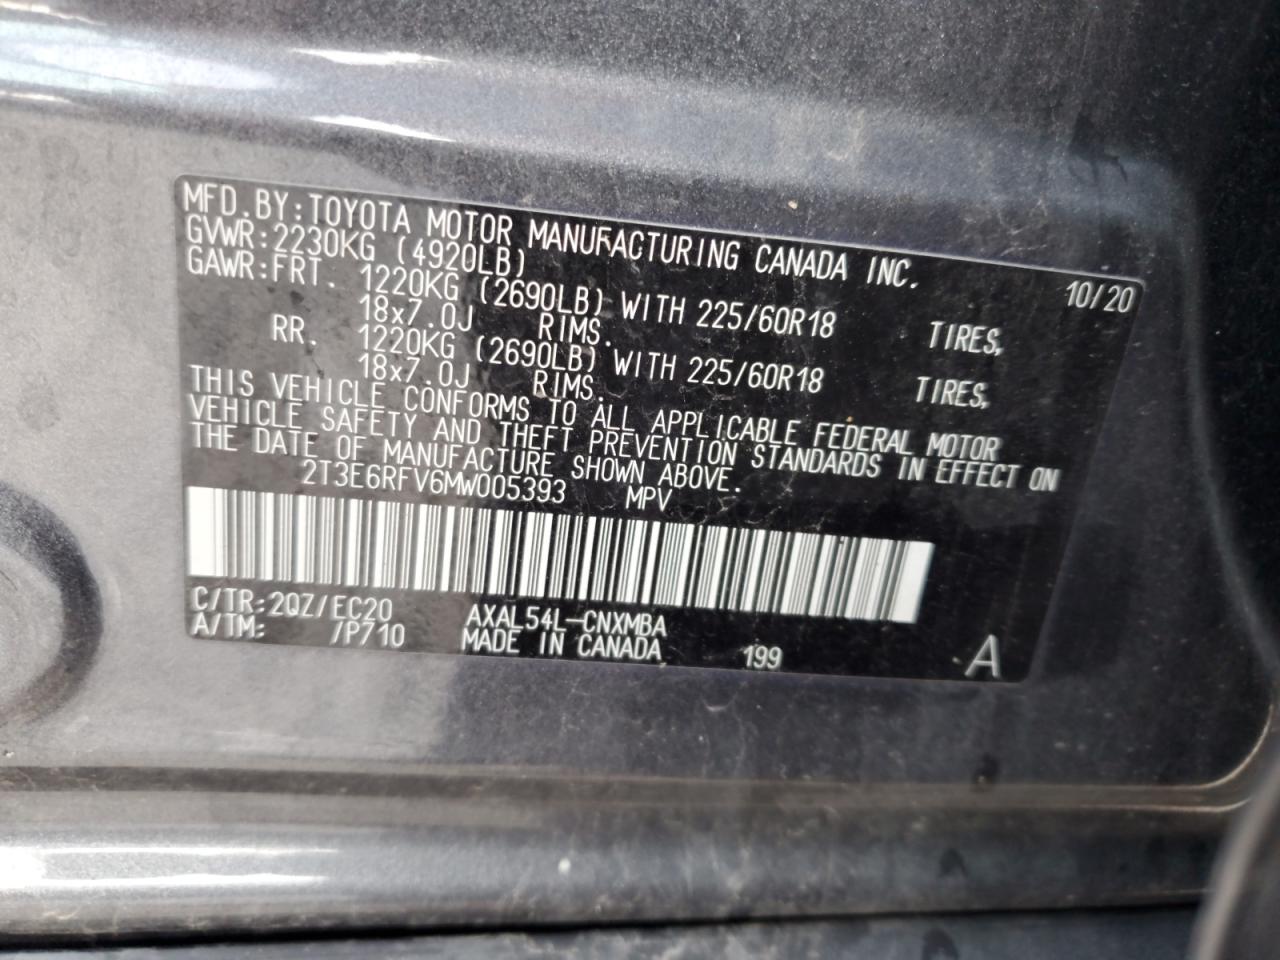 MFD.BY:TOYOTA MOTOR MANUFACTURING CANADA INC.
GVWR:2230KG (4920LB) 10/20
GAWR:FRT. 1220KG (2690LB) WITH 225/60R18 TIRES,
18x7.0J RIMS.
RR. 1220KG (2690LB) WITH 225/60R18 TIRES,
18x7.0J RIMS.
THIS VEHICLE CONFORMS TO ALL APPLICABLE FEDERAL MOTOR
VEHICLE SAFETY AND THEFT PREVENTION STANDARDS IN EFFECT ON
THE DATE OF MANUFACTURE SHOWN ABOVE.
2T3E6RFV6MW005393 MPV
C/TR:2QZ/EC20 AXAL54L-CNXMBA
A/TM: /P710 MADE IN CANADA 199 A